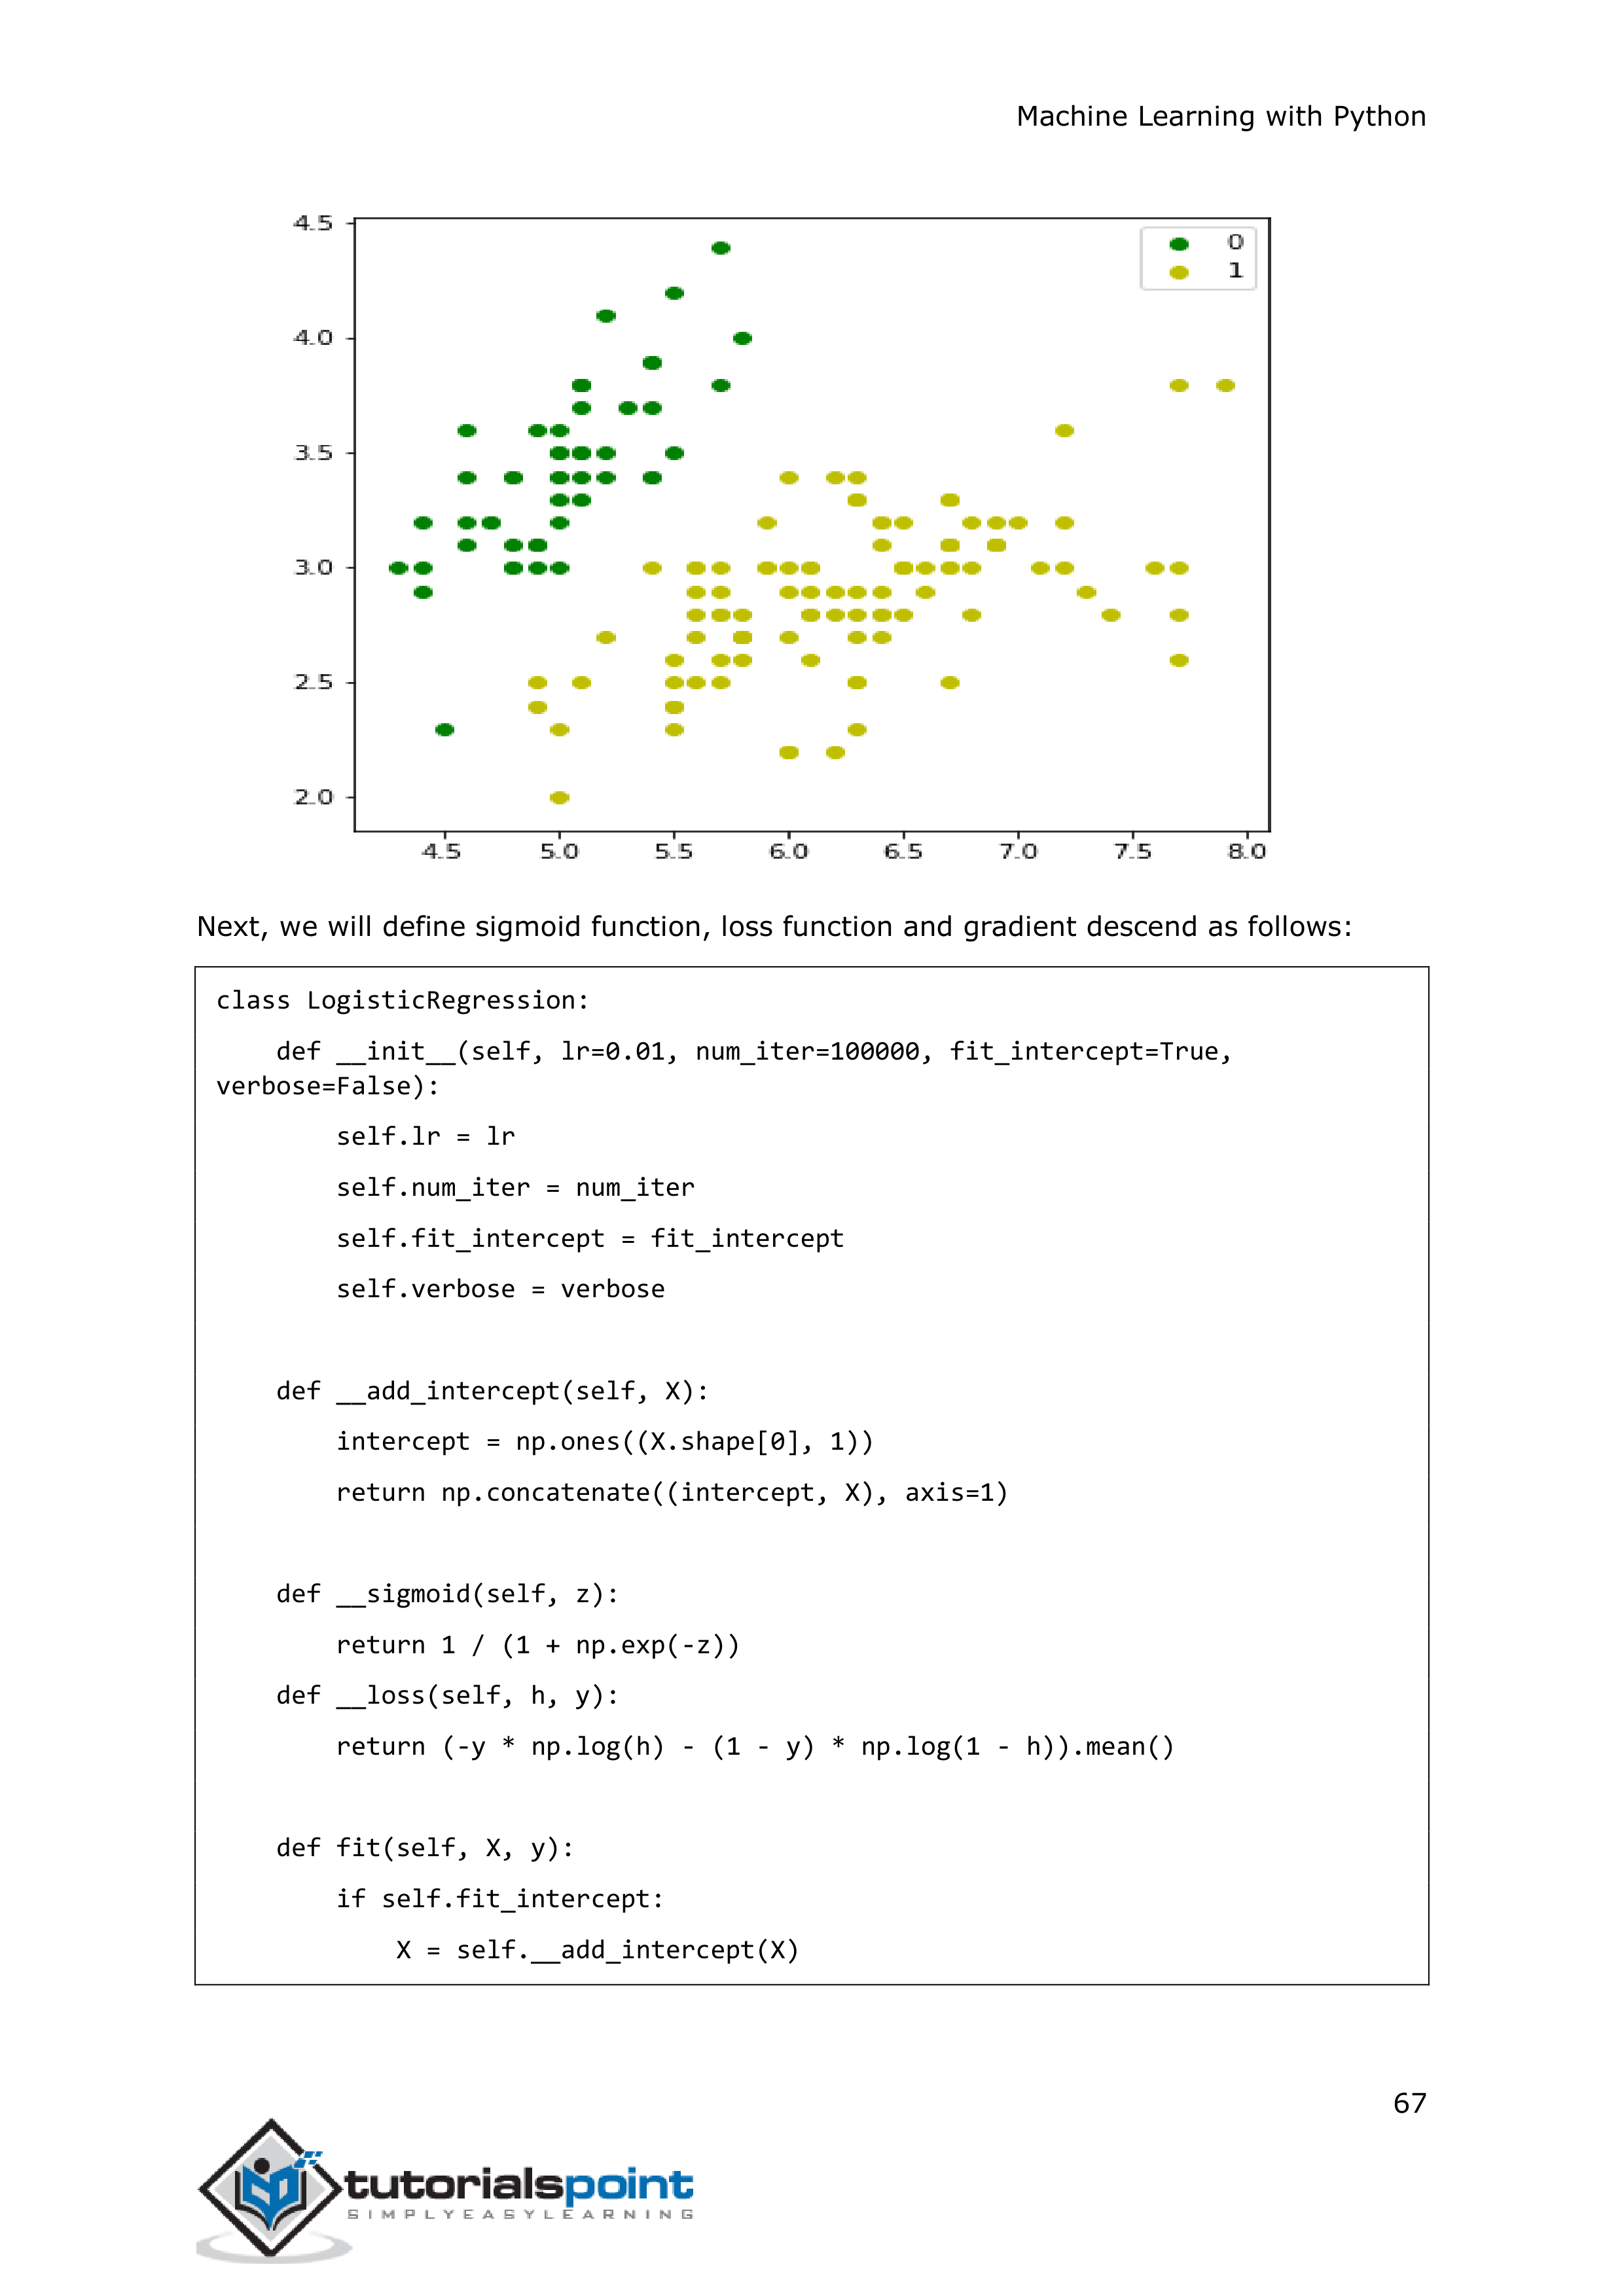 Machine Learning with Python
4.5
4.0
3.5
3.0
2.5
2.0
0
1
4.5 5.0 5.5 6.0 6.5 7.0 7.5 8.0
Next, we will define sigmoid function, loss function and gradient descend as follows:
class LogisticRegression:
    def __init__(self, lr=0.01, num_iter=100000, fit_intercept=True,
verbose=False):
        self.lr = lr
        self.num_iter = num_iter
        self.fit_intercept = fit_intercept
        self.verbose = verbose
    def __add_intercept(self, X):
        intercept = np.ones((X.shape[0], 1))
        return np.concatenate((intercept, X), axis=1)
    def __sigmoid(self, z):
        return 1 / (1 + np.exp(-z))
    def __loss(self, h, y):
        return (-y * np.log(h) - (1 - y) * np.log(1 - h)).mean()
    def fit(self, X, y):
        if self.fit_intercept:
            X = self.__add_intercept(X)
67
tutorialspoint
SIMPLYEASYLEARNING